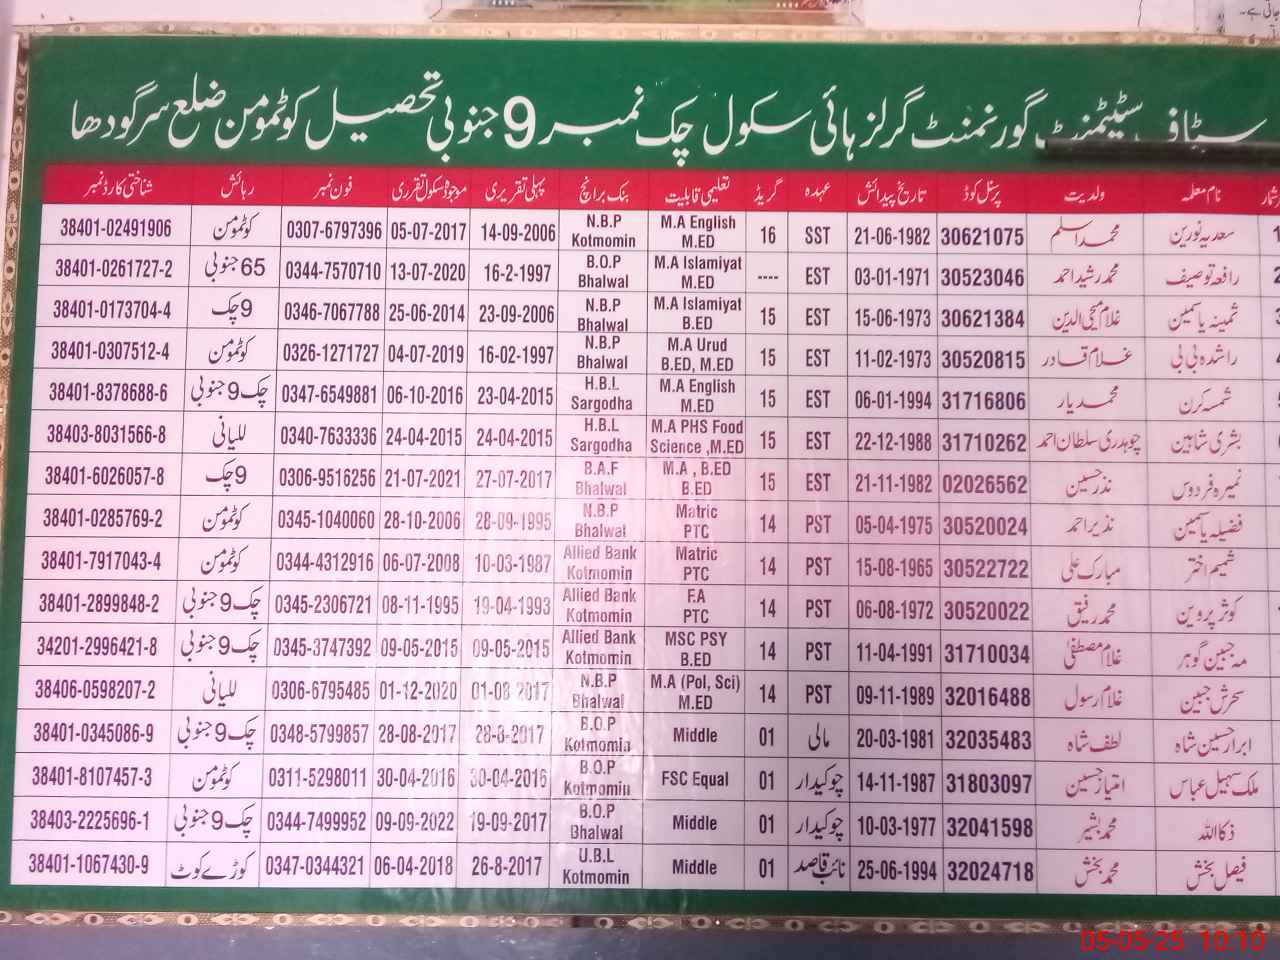 سٹاف سٹیٹمنٹ گورنمنٹ گرلز ہائی سکول چک نمبر 9 جنوبی تحصیل کوٹمومن ضلع سرگودھا
نام معلمہ ولدیت پرسنل کوڈ تاریخ پیدائش عہدہ گریڈ تعلیمی قابلیت بنک برانچ پہلی تقرری موجودہ سکول تقرری فون نمبر رہائش شناختی کارڈ نمبر
سعدیہ نورین محمد اسلم 30621075 21-06-1982 SST 16 M.A English M.ED N.B.P Kotmomin 14-09-2006 05-07-2017 0307-6797396 کوٹمومن 38401-02491906
رافعہ توصیف محمد رشید احمد 30523046 03-01-1971 EST ---- M.A Islamiyat M.ED B.O.P Bhalwal 16-2-1997 13-07-2020 0344-7570710 65 جنوبی 38401-0261727-2
ثمینہ یاسمین غلام محی الدین 30621384 15-06-1973 EST 15 M.A Islamiyat B.ED N.B.P Bhalwal 23-09-2006 25-06-2014 0346-7067788 9 چک 38401-0173704-4
راشدہ بی بی غلام قادر 30520815 11-02-1973 EST 15 M.A Urud B.ED, M.ED N.B.P Bhalwal 16-02-1997 04-07-2019 0326-1271727 کوٹمومن 38401-0307512-4
شمسہ کرن محمد یار 31716806 06-01-1994 EST 15 M.A English M.ED H.B.L Sargodha 23-04-2015 06-10-2016 0347-6549881 چک 9 جنوبی 38401-8378688-6
بشری شاہین چوہدری سلطان احمد 31710262 22-12-1988 EST 15 M.A PHS Food Science ,M.ED H.B.L Sargodha 24-04-2015 24-04-2015 0340-7633336 للیانی 38403-8031566-8
نمیرہ فردوس نذر حسین 02026562 21-11-1982 EST 15 M.A , B.ED B.ED B.A.F Bhalwal 27-07-2017 21-07-2021 0306-9516256 9 چک 38401-6026057-8
فضیلہ یاسمین نذیر احمد 30520024 05-04-1975 PST 14 Matric PTC N.B.P Bhalwal 28-09-1995 28-10-2006 0345-1040060 کوٹمومن 38401-0285769-2
شمیم اختر مبارک علی 30522722 15-08-1965 PST 14 Matric PTC Allied Bank Kotmomin 10-03-1987 06-07-2008 0344-4312916 کوٹمومن 38401-7917043-4
کوثر پروین محمد رفیق 30520022 06-08-1972 PST 14 F.A PTC Allied Bank Kotmomin 19-04-1993 08-11-1995 0345-2306721 چک 9 جنوبی 38401-2899848-2
مہ جبین گوہر غلام مصطفیٰ 31710034 11-04-1991 PST 14 MSC PSY B.ED Allied Bank Kotmomin 09-05-2015 09-05-2015 0345-3747392 چک 9 جنوبی 34201-2996421-8
سحرش جبین غلام رسول 32016488 09-11-1989 PST 14 M.A (Pol, Sci) M.ED N.B.P Bhalwal 01-08-2017 01-12-2020 0306-6795485 للیانی 38406-0598207-2
ابرار حسین شاہ لطف شاہ 32035483 20-03-1981 مالی 01 Middle B.O.P Kotmomin 28-8-2017 28-08-2017 0348-5799857 چک 9 جنوبی 38401-0345086-9
ملک سہیل عباس امتیاز حسین 31803097 14-11-1987 چوکیدار 01 FSC Equal B.O.P Kotmomin 30-04-2016 30-04-2016 0311-5298011 کوٹمومن 38401-8107457-3
ذکا اللہ محمد بشیر 32041598 10-03-1977 چوکیدار 01 Middle B.O.P Bhalwal 19-09-2017 09-09-2022 0344-7499952 چک 9 جنوبی 38403-2225696-1
فیصل بخش محمد بخش 32024718 25-06-1994 نائب قاصد 01 Middle U.B.L Kotmomin 26-8-2017 06-04-2018 0347-0344321 کوڑے کوٹ 38401-1067430-9
05-05-25 10:10